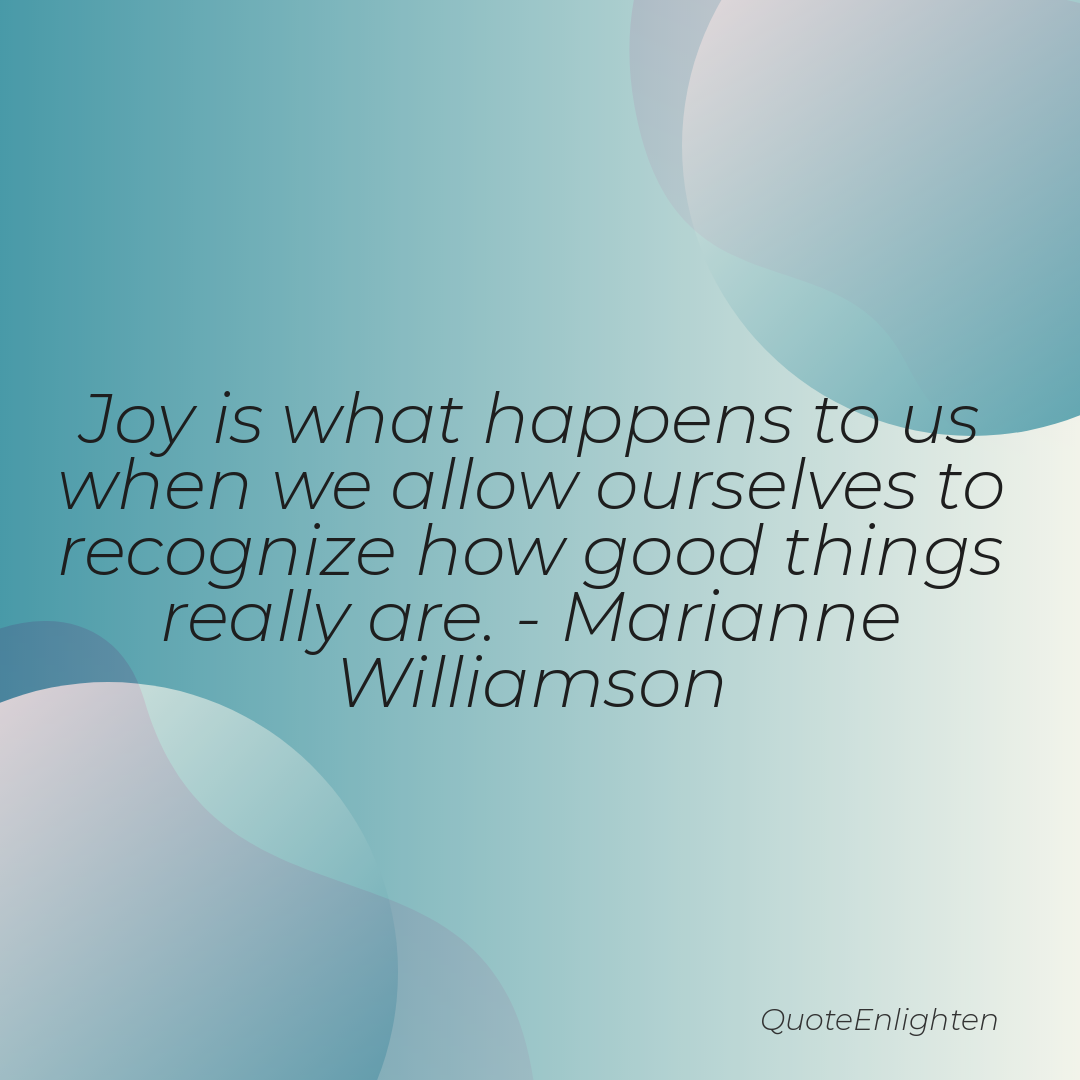 Joy is what happens to us
when we allow ourselves to
recognize how good things
really are. - Marianne
Williamson
QuoteEnlighten